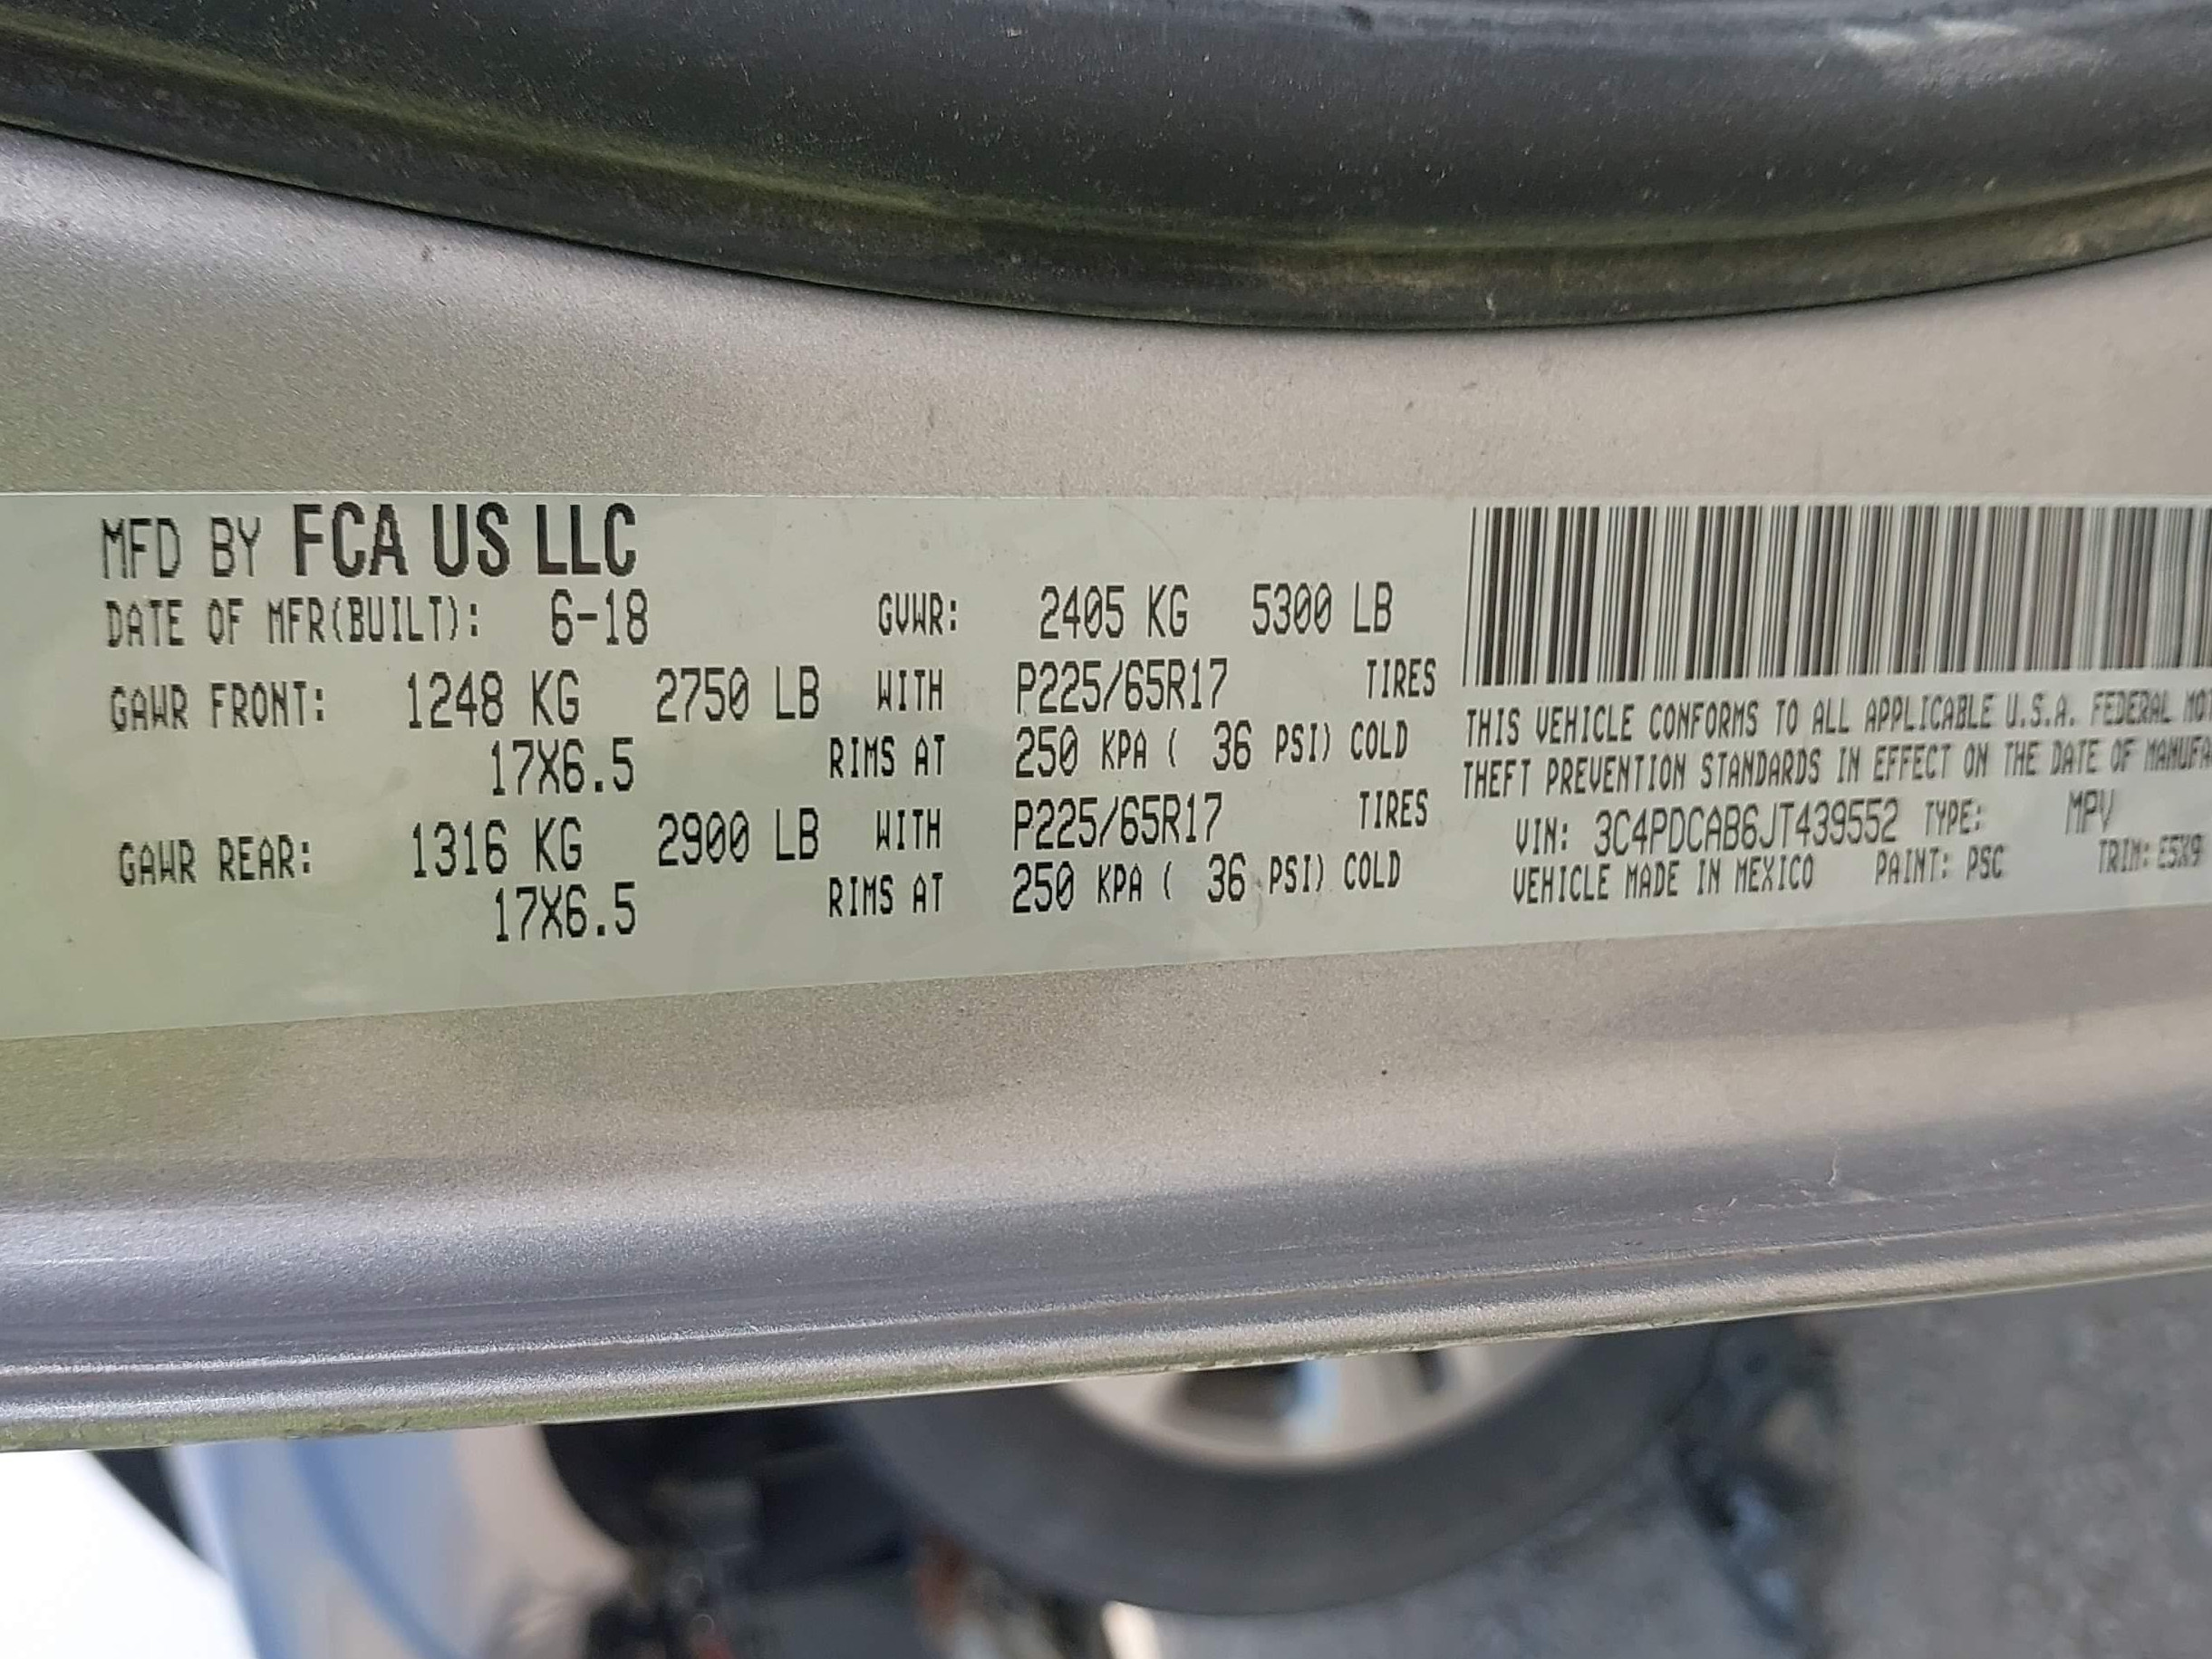 MFD BY FCA US LLC
DATE OF MFR(BUILT): 6-18 GVWR: 2405 KG 5300 LB
GAWR FRONT: 1248 KG 2750 LB WITH P225/65R17 TIRES
17X6.5 RIMS AT 250 KPA ( 36 PSI) COLD
GAWR REAR: 1316 KG 2900 LB WITH P225/65R17 TIRES
17X6.5 RIMS AT 250 KPA ( 36 PSI) COLD
THIS VEHICLE CONFORMS TO ALL APPLICABLE U.S.A. FEDERAL MOT
THEFT PREVENTION STANDARDS IN EFFECT ON THE DATE OF MANUFA
VIN: 3C4PDCAB6JT439552 TYPE: MPV
VEHICLE MADE IN MEXICO PAINT: PSC TRIM: E5X9